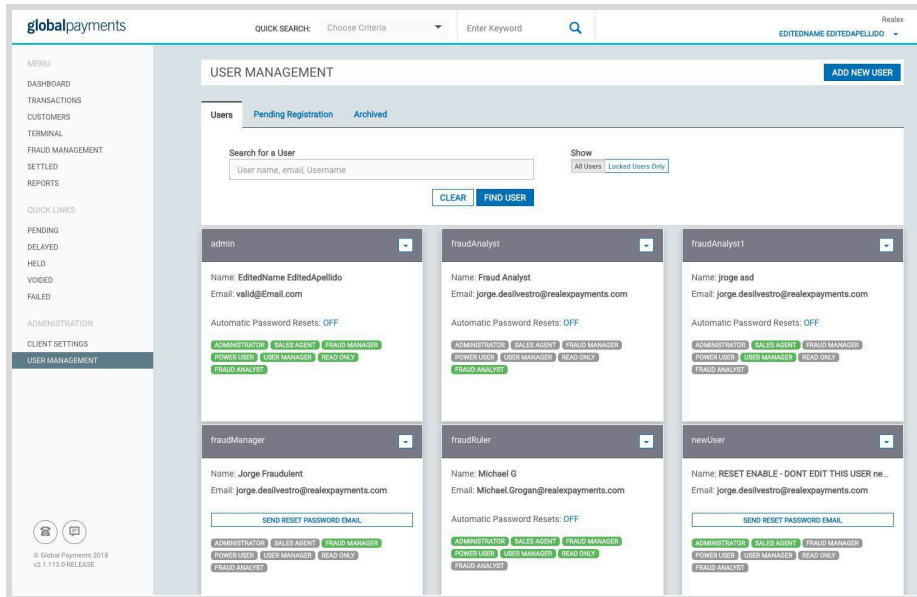 globalpayments
QUICK SEARCH: Choose Criteria Enter Keyword
Realex
EDITEDNAME EDITEDAPELLIDO
MENU
DASHBOARD
TRANSACTIONS
CUSTOMERS
TERMINAL
FRAUD MANAGEMENT
SETTLED
REPORTS
QUICK LINKS
PENDING
DELAYED
HELD
VOIDED
FAILED
ADMINISTRATION
CLIENT SETTINGS
USER MANAGEMENT
© Global Payments 2018
v2.1.113.0-RELEASE
USER MANAGEMENT
ADD NEW USER
Users Pending Registration Archived
Search for a User
User name, email, Username
Show
All Users Locked Users Only
CLEAR FIND USER
admin
Name: EditedName EditedApellido
Email: valid@Email.com
Automatic Password Resets: OFF
ADMINISTRATOR SALES AGENT FRAUD MANAGER
POWER USER USER MANAGER READ ONLY
FRAUD ANALYST
fraudAnalyst
Name: Fraud Analyst
Email: jorge.desilvestro@realexpayments.com
Automatic Password Resets: OFF
ADMINISTRATOR SALES AGENT FRAUD MANAGER
POWER USER USER MANAGER READ ONLY
FRAUD ANALYST
fraudAnalyst1
Name: jroge asd
Email: jorge.desilvestro@realexpayments.com
Automatic Password Resets: OFF
ADMINISTRATOR SALES AGENT FRAUD MANAGER
POWER USER USER MANAGER READ ONLY
FRAUD ANALYST
fraudManager
Name: Jorge Fraudulent
Email: jorge.desilvestro@realexpayments.com
SEND RESET PASSWORD EMAIL
ADMINISTRATOR SALES AGENT FRAUD MANAGER
POWER USER USER MANAGER READ ONLY
FRAUD ANALYST
fraudRuler
Name: Michael G
Email: Michael.Grogan@realexpayments.com
Automatic Password Resets: OFF
ADMINISTRATOR SALES AGENT FRAUD MANAGER
POWER USER USER MANAGER READ ONLY
FRAUD ANALYST
newUser
Name: RESET ENABLE - DONT EDIT THIS USER ne...
Email: jorge.desilvestro@realexpayments.com
SEND RESET PASSWORD EMAIL
ADMINISTRATOR SALES AGENT FRAUD MANAGER
POWER USER USER MANAGER READ ONLY
FRAUD ANALYST